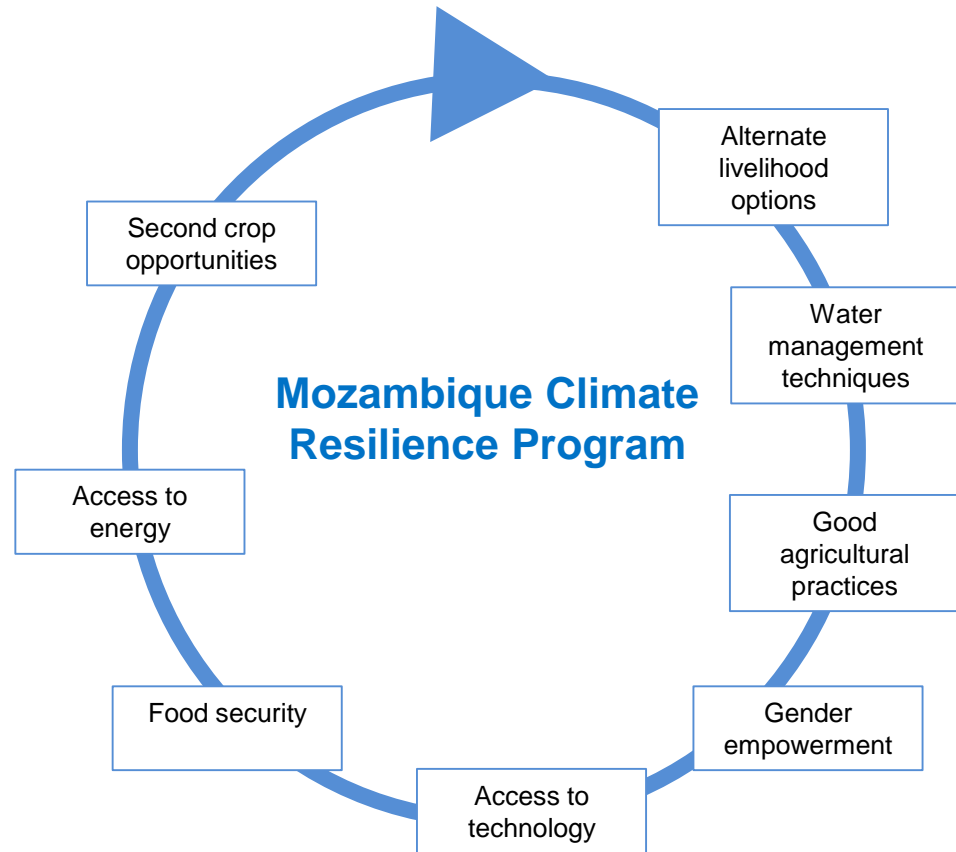 Alternate
livelihood
options
Water
management
techniques
Good
agricultural
practices
Gender
empowerment
Access to
technology
Food security
Access to
energy
Second crop
opportunities
Mozambique Climate
Resilience Program